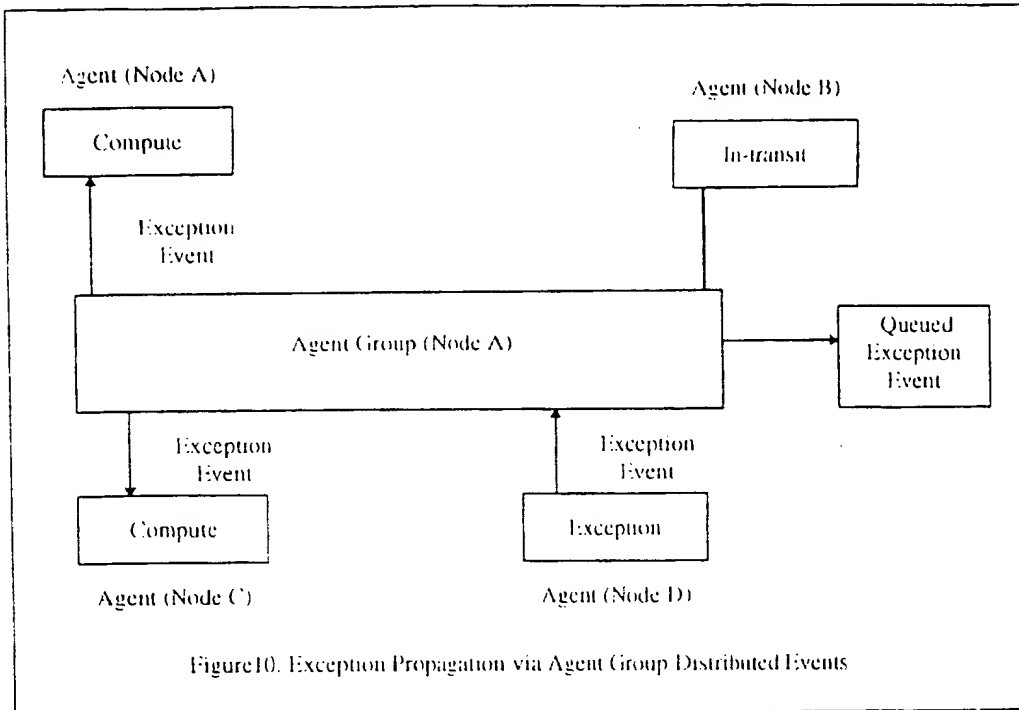 Agent (Node A)
Agent (Node B)
Compute
In-transit
Exception
Event
Agent Group (Node A)
Queued
Exception
Event
Exception
Event
Exception
Event
Compute
Exception
Agent (Node C)
Agent (Node D)
Figure10. Exception Propagation via Agent Group Distributed Events